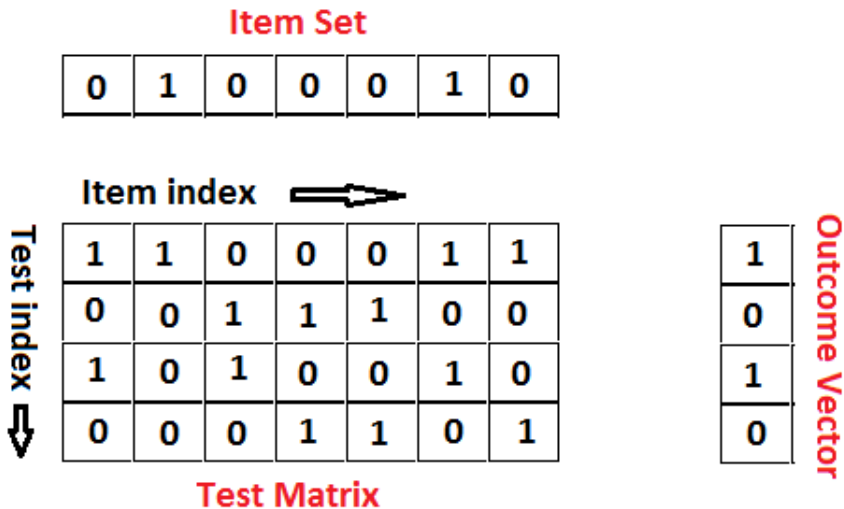 Item Set
0 1 0 0 0 1 0
Item index
Test index
1 1 0 0 0 1 1
0 0 1 1 1 0 0
1 0 1 0 0 1 0
0 0 0 1 1 0 1
1
0
1
0
Outcome Vector
Test Matrix